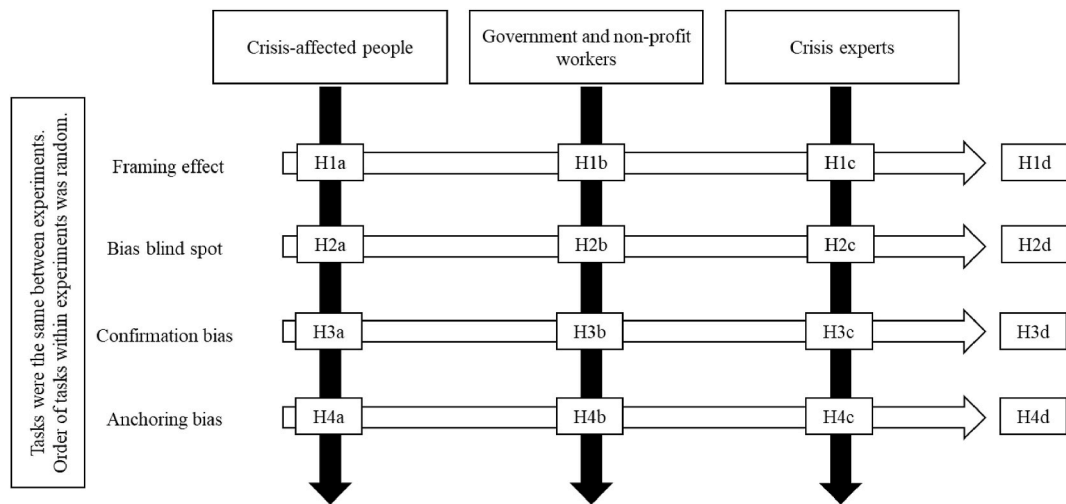 Crisis-affected people
Government and non-profit
workers
Crisis experts
Tasks were the same between experiments.
Order of tasks within experiments was random.
Framing effect
H1a
H1b
H1c
H1d
Bias blind spot
H2a
H2b
H2c
H2d
Confirmation bias
H3a
H3b
H3c
H3d
Anchoring bias
H4a
H4b
H4c
H4d